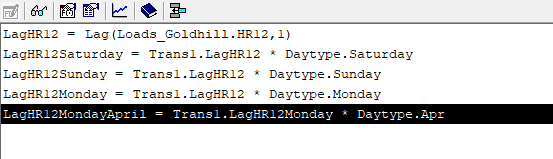 LagHR12 = Lag(Loads_Goldhill.HR12,1)
LagHR12Saturday = Trans1.LagHR12 * Daytype.Saturday
LagHR12Sunday = Trans1.LagHR12 * Daytype.Sunday
LagHR12Monday = Trans1.LagHR12 * Daytype.Monday
LagHR12MondayApril = Trans1.LagHR12Monday * Daytype.Apr